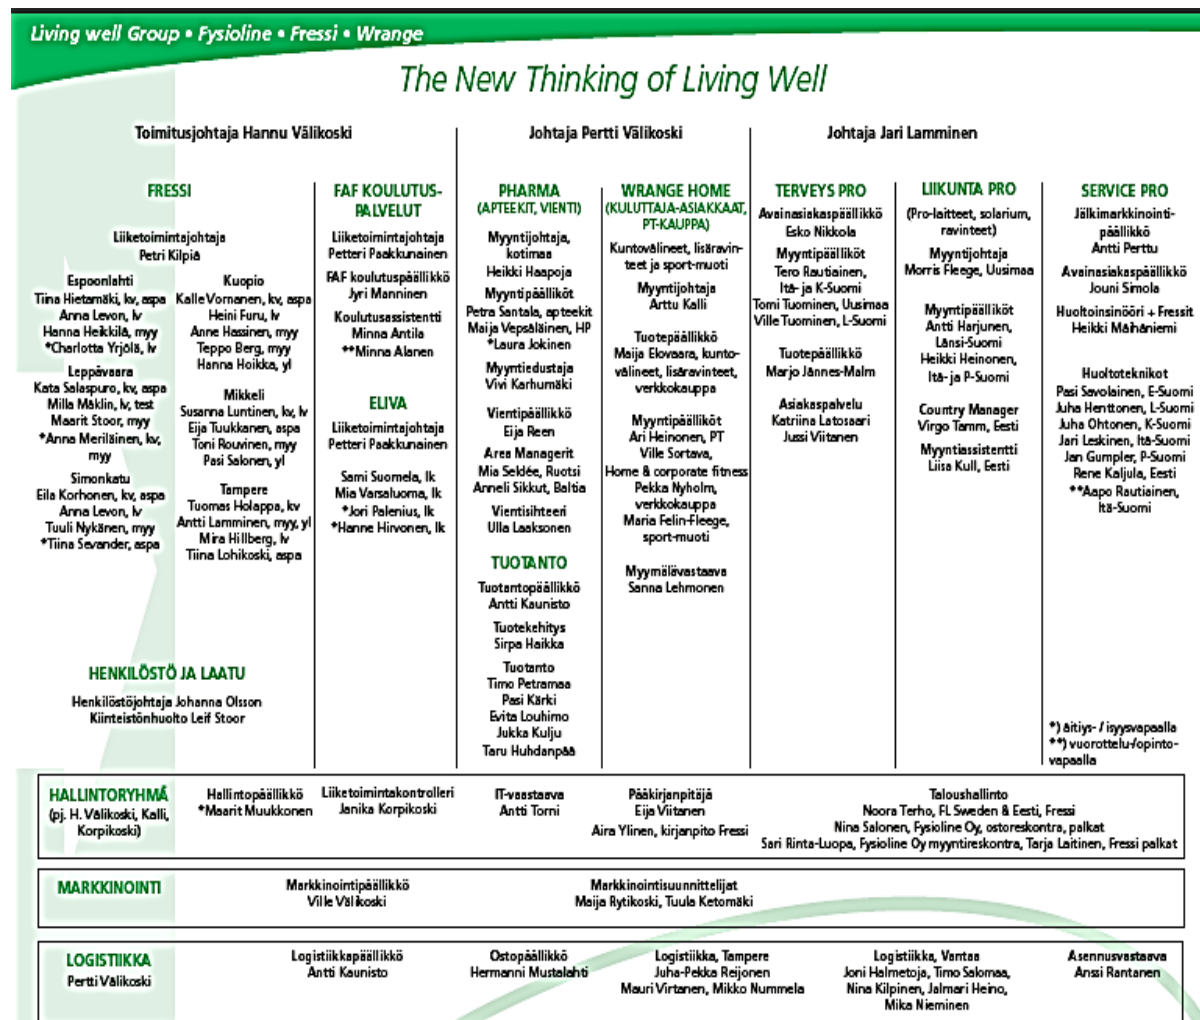 Living well Group • Fysioline • Fressi • Wrange
The New Thinking of Living Well
Toimitusjohtaja Hannu Välikoski
Johtaja Pertti Välikoski
Johtaja Jari Lamminen
FRESSI
Liiketoimintajohtaja
Petri Kilpiä
Espoonlahti
Tiina Hietamäki, kv, aspa
Anna Levon, lv
Hanna Heikkilä, myy
*Charlotta Yrjölä, lv
Leppävaara
Kata Salaspuro, kv, aspa
Milla Mäklin, lv, test
Maarit Stoor, myy
*Anna Meriläinen, kv,
myy
Simonkatu
Eila Korhonen, kv, aspa
Anna Levon, lv
Tuuli Nykänen, myy
*Tiina Sevander, aspa
Kuopio
Kalle Vornanen, kv, aspa
Heini Furu, lv
Anne Hassinen, myy
Teppo Berg, myy
Hanna Hoikka, yl
Mikkeli
Susanna Luntinen, kv, lv
Eija Tuukkanen, aspa
Toni Rouvinen, myy
Pasi Salonen, yl
Tampere
Tuomas Holappa, kv
Antti Lamminen, myy, yl
Mira Hillberg, lv
Tiina Lohikoski, aspa
HENKILÖSTÖ JA LAATU
Henkilöstöjohtaja Johanna Olsson
Kiinteistönhuolto Leif Stoor
FAF KOULUTUS-
PALVELUT
Liiketoimintajohtaja
Petteri Paakkunainen
FAF koulutuspäällikkö
Jyri Manninen
Koulutusassistentti
Minna Antila
**Minna Alanen
ELIVA
Liiketoimintajohtaja
Petteri Paakkunainen
Sami Suomela, lk
Mia Varsaluoma, lk
*Jori Palenius, lk
*Hanne Hirvonen, lk
PHARMA
(APTEEKIT, VIENTI)
Myyntijohtaja,
kotimaa
Heikki Haapoja
Myyntipäälliköt
Petra Santala, apteekit
Maija Vepsäläinen, HP
*Laura Jokinen
Myyntiedustaja
Vivi Karhumäki
Vientipäällikkö
Eija Reen
Area Managerit
Mia Seldée, Ruotsi
Anneli Sikkut, Baltia
Vientisihteeri
Ulla Laaksonen
TUOTANTO
Tuotantopäällikkö
Antti Kaunisto
Tuotekehitys
Sirpa Haikka
Tuotanto
Timo Petramaa
Pasi Kärki
Evita Louhimo
Jukka Kulju
Taru Huhdanpää
WRANGE HOME
(KULUTTAJA-ASIAKKAAT,
PT-KAUPPA)
Kuntovälineet, lisäravin-
teet ja sport-muoti
Myyntijohtaja
Arttu Kalli
Tuotepäällikkö
Maija Elovaara, kunto-
välineet, lisäravinteet,
verkkokauppa
Myyntipäälliköt
Ari Heinonen, PT
Ville Sortava,
Home & corporate fitness
Pekka Nyholm,
verkkokauppa
Maria Felin-Fleege,
sport-muoti
Myymälävastaava
Sanna Lehmonen
TERVEYS PRO
Avainasiakaspäällikkö
Esko Nikkola
Myyntipäälliköt
Tero Rautiainen,
Itä- ja K-Suomi
Tomi Tuominen, Uusimaa
Ville Tuominen, L-Suomi
Tuotepäällikkö
Marjo Jännes-Malm
Asiakaspalvelu
Katriina Latosaari
Jussi Viitanen
LIIKUNTA PRO
(Pro-laitteet, solarium,
ravinteet)
Myyntijohtaja
Morris Fleege, Uusimaa
Myyntipäälliköt
Antti Harjunen,
Länsi-Suomi
Heikki Heinonen,
Itä- ja P-Suomi
Country Manager
Virgo Tamm, Eesti
Myyntiassistentti
Liisa Kull, Eesti
SERVICE PRO
Jälkimarkkinointi-
päällikkö
Antti Perttu
Avainasiakaspäällikkö
Jouni Simola
Huoltoinsinööri + Fressit
Heikki Mäihäniemi
Huoltoteknikot
Pasi Savolainen, E-Suomi
Juha Henttonen, L-Suomi
Juha Ohtonen, K-Suomi
Jari Leskinen, Itä-Suomi
Jan Gumpler, P-Suomi
Rene Kaljula, Eesti
**Aapo Rautiainen,
Itä-Suomi
*) äitiys- / isyysvapaalla
**) vuorottelu-/opinto-
vapaalla
HALLINTORYHMÄ
(pj. H. Välikoski, Kalli,
Korpikoski)
Hallintopäällikkö
*Maarit Muukkonen
Liiketoimintakontrolleri
Janika Korpikoski
IT-vastaava
Antti Torni
Pääkirjanpitäjä
Eija Viitanen
Aira Ylinen, kirjanpito Fressi
Taloushallinto
Noora Terho, FL Sweden & Eesti, Fressi
Nina Salonen, Fysioline Oy, ostoreskontra, palkat
Sari Rinta-Luopa, Fysioline Oy myyntireskontra, Tarja Laitinen, Fressi palkat
MARKKINOINTI
Markkinointipäällikkö
Ville Välikoski
Markkinointisuunnittelijat
Maija Rytikoski, Tuula Ketomäki
LOGISTIIKKA
Pertti Välikoski
Logistiikkapäällikkö
Antti Kaunisto
Ostopäällikkö
Hermanni Mustalahti
Logistiikka, Tampere
Juha-Pekka Reijonen
Mauri Virtanen, Mikko Nummela
Logistiikka, Vantaa
Joni Halmetoja, Timo Salomaa,
Nina Kilpinen, Jalmari Heino,
Mika Nieminen
Asennusvastaava
Anssi Rantanen